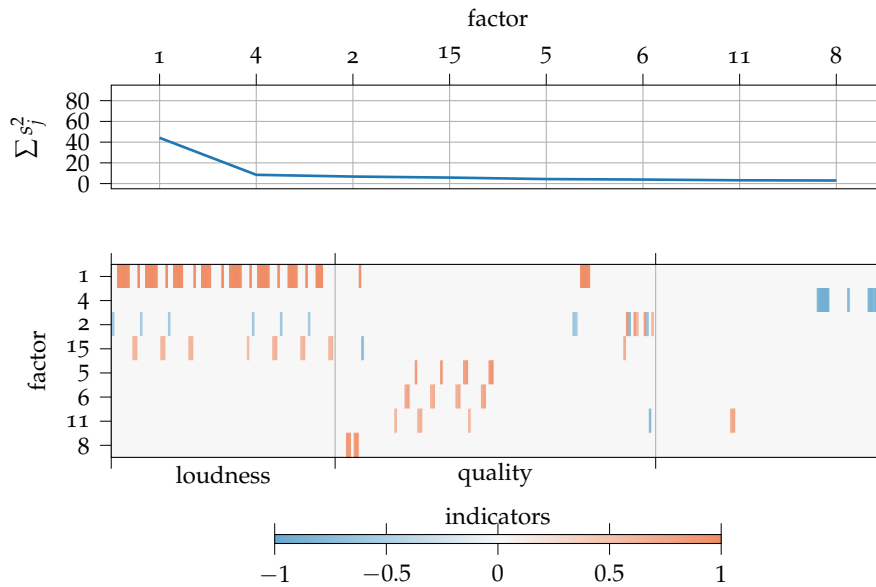 factor
1 4 2 15 5 6 11 8
80
60
40
20
0
∑ s_j^2
1
4
2
15
5
6
11
8
factor
loudness quality
indicators
−1 −0.5 0 0.5 1